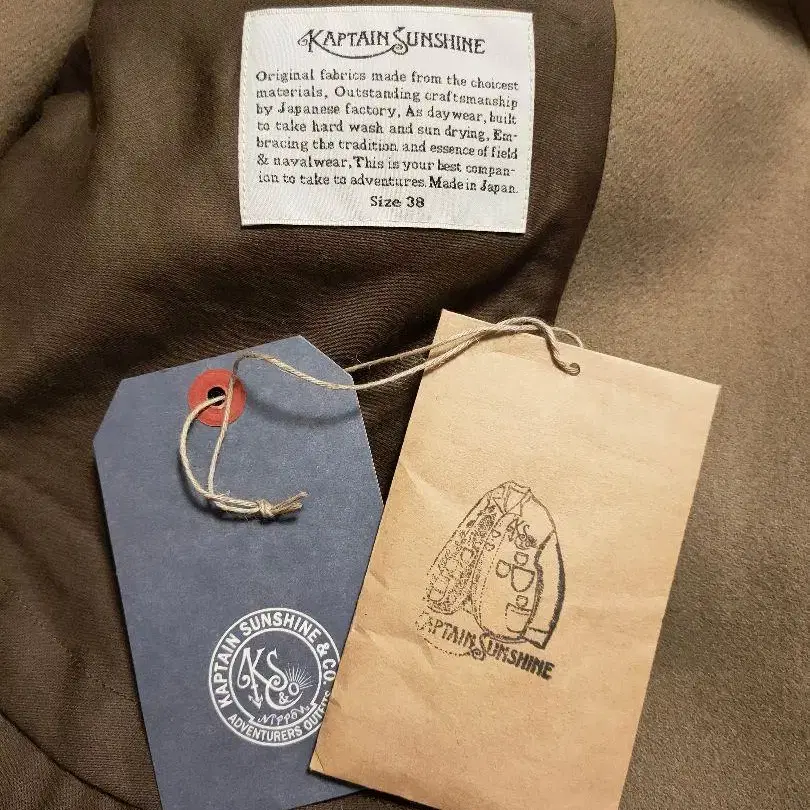 KAPTAIN SUNSHINE
Original fabrics made from the choicest
materials, Outstanding craftsmanship
by Japanese factory, As daywear, built
to take hard wash and sun drying, Em-
bracing the tradition and essence of field
& navalwear, This is your best compan-
ion to take to adventures. Made in Japan.
Size 38
KAPTAIN SUNSHINE & CO.
KS&Co
NIPPON
ADVENTURERS OUTFITS
KS
KAPTAIN SUNSHINE